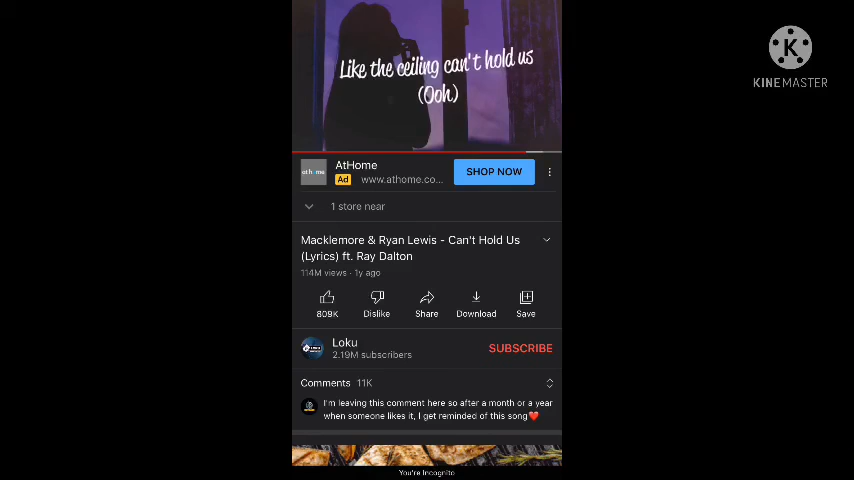 Like the ceiling can't hold us
(Ooh)
K
KINEMASTER
at home
AtHome
Ad www.athome.co...
SHOP NOW
1 store near
Macklemore & Ryan Lewis - Can't Hold Us
(Lyrics) ft. Ray Dalton
114M views · 1y ago
809K
Dislike
Share
Download
Save
Loku
2.19M subscribers
SUBSCRIBE
Comments 11K
I'm leaving this comment here so after a month or a year
when someone likes it, I get reminded of this song❤️
You're Incognito